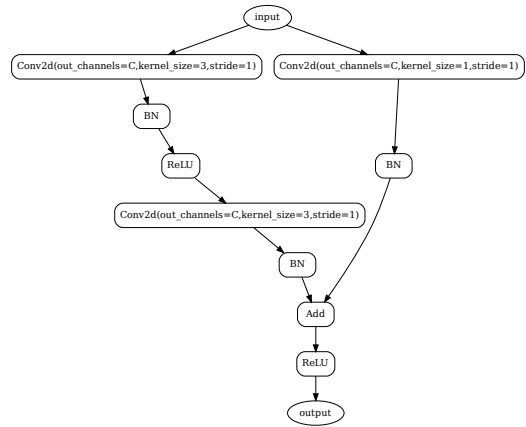 input
Conv2d(out_channels=C,kernel_size=3,stride=1)
Conv2d(out_channels=C,kernel_size=1,stride=1)
BN
ReLU
BN
Conv2d(out_channels=C,kernel_size=3,stride=1)
BN
Add
ReLU
output